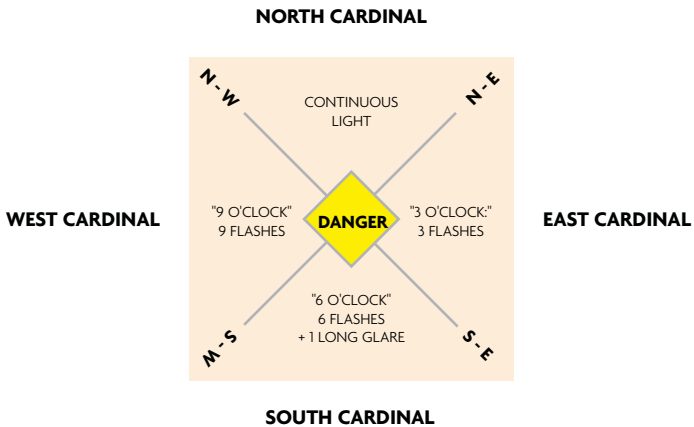 NORTH CARDINAL
N - W
N - E
CONTINUOUS
LIGHT
WEST CARDINAL
"9 O'CLOCK"
9 FLASHES
DANGER
"3 O'CLOCK:"
3 FLASHES
EAST CARDINAL
"6 O'CLOCK"
6 FLASHES
+ 1 LONG GLARE
S - W
S - E
SOUTH CARDINAL